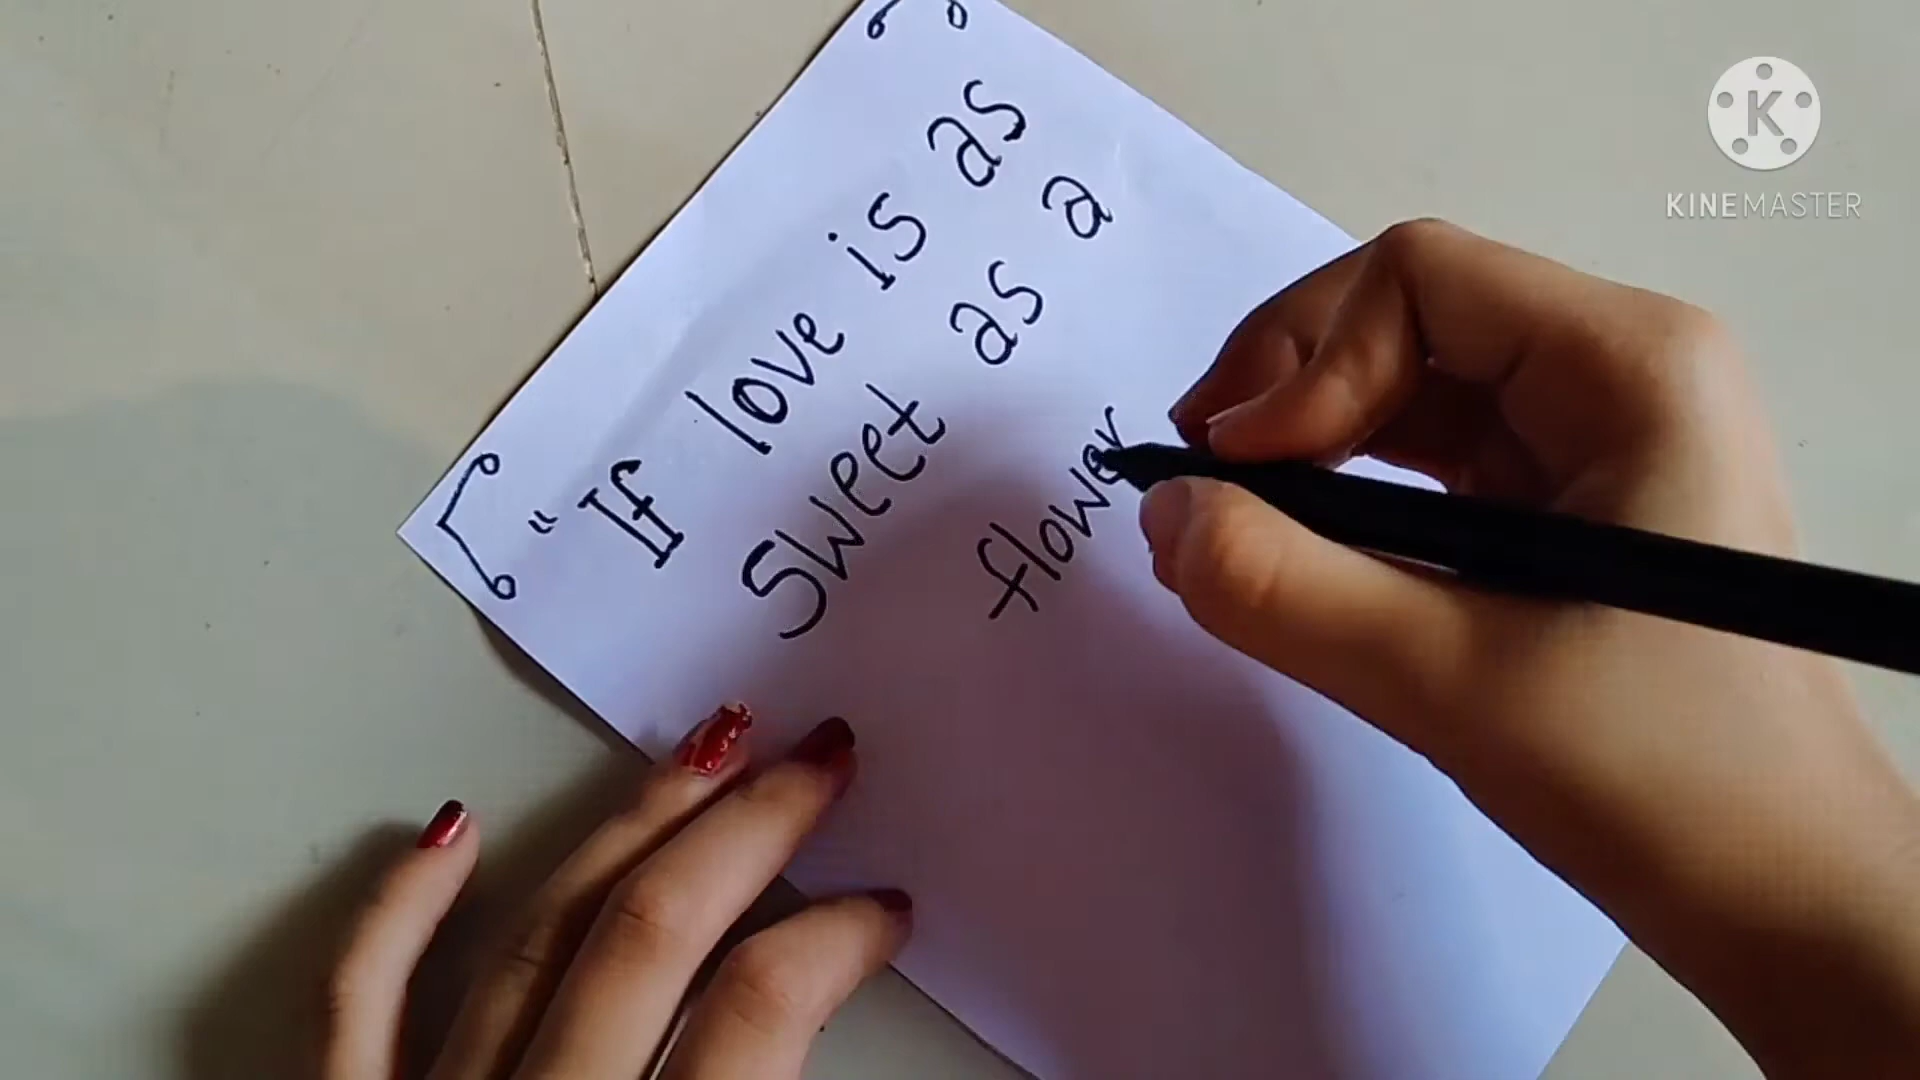 "If love is as
sweet as a
flower
K
KINEMASTER